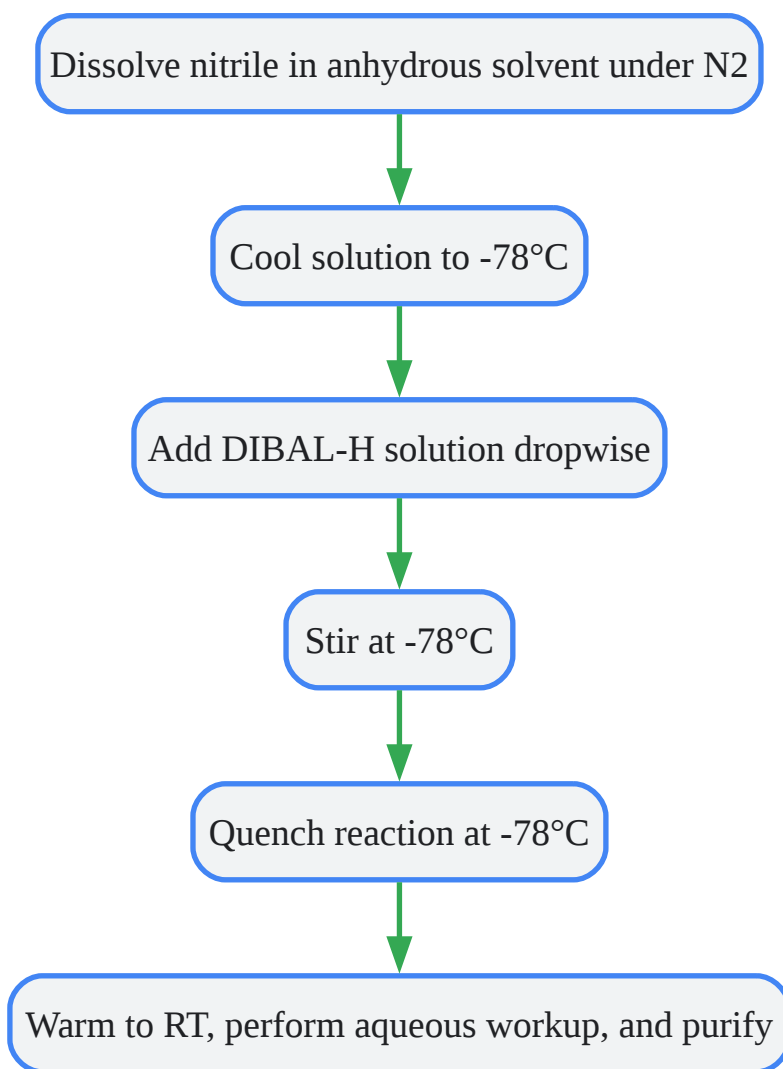 Dissolve nitrile in anhydrous solvent under N2
Cool solution to -78°C
Add DIBAL-H solution dropwise
Stir at -78°C
Quench reaction at -78°C
Warm to RT, perform aqueous workup, and purify